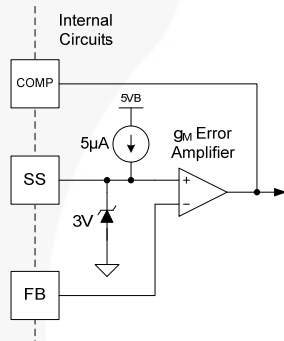 Internal
Circuits
COMP
5VB
5µA
gM Error
Amplifier
SS
+
−
3V
FB